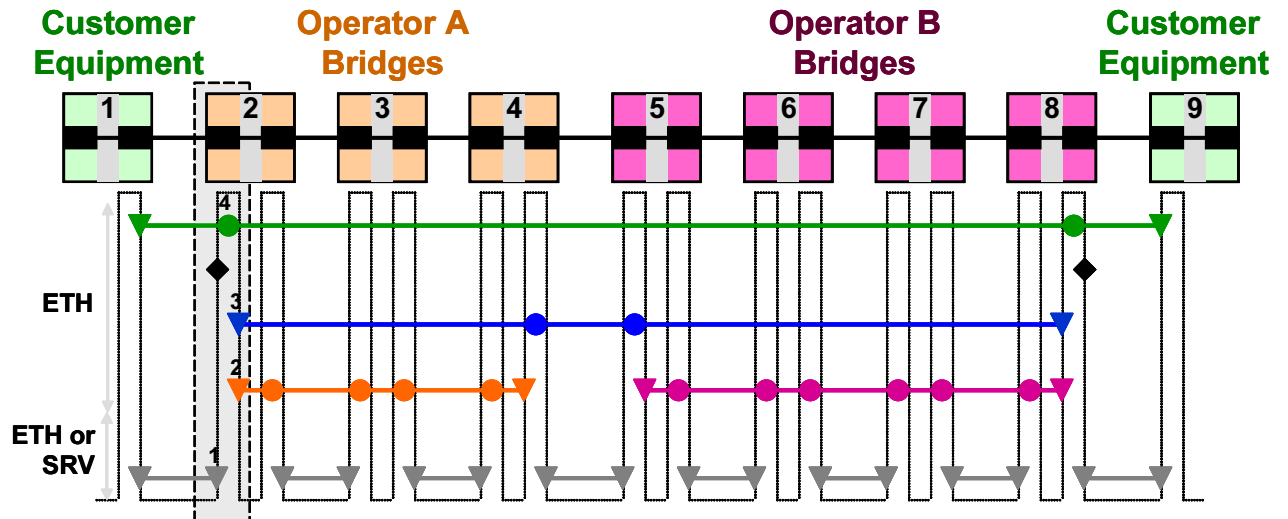 Customer
Equipment
Operator A
Bridges
Operator B
Bridges
Customer
Equipment
1
2
3
4
5
6
7
8
9
4
ETH
3
2
ETH or
SRV
1